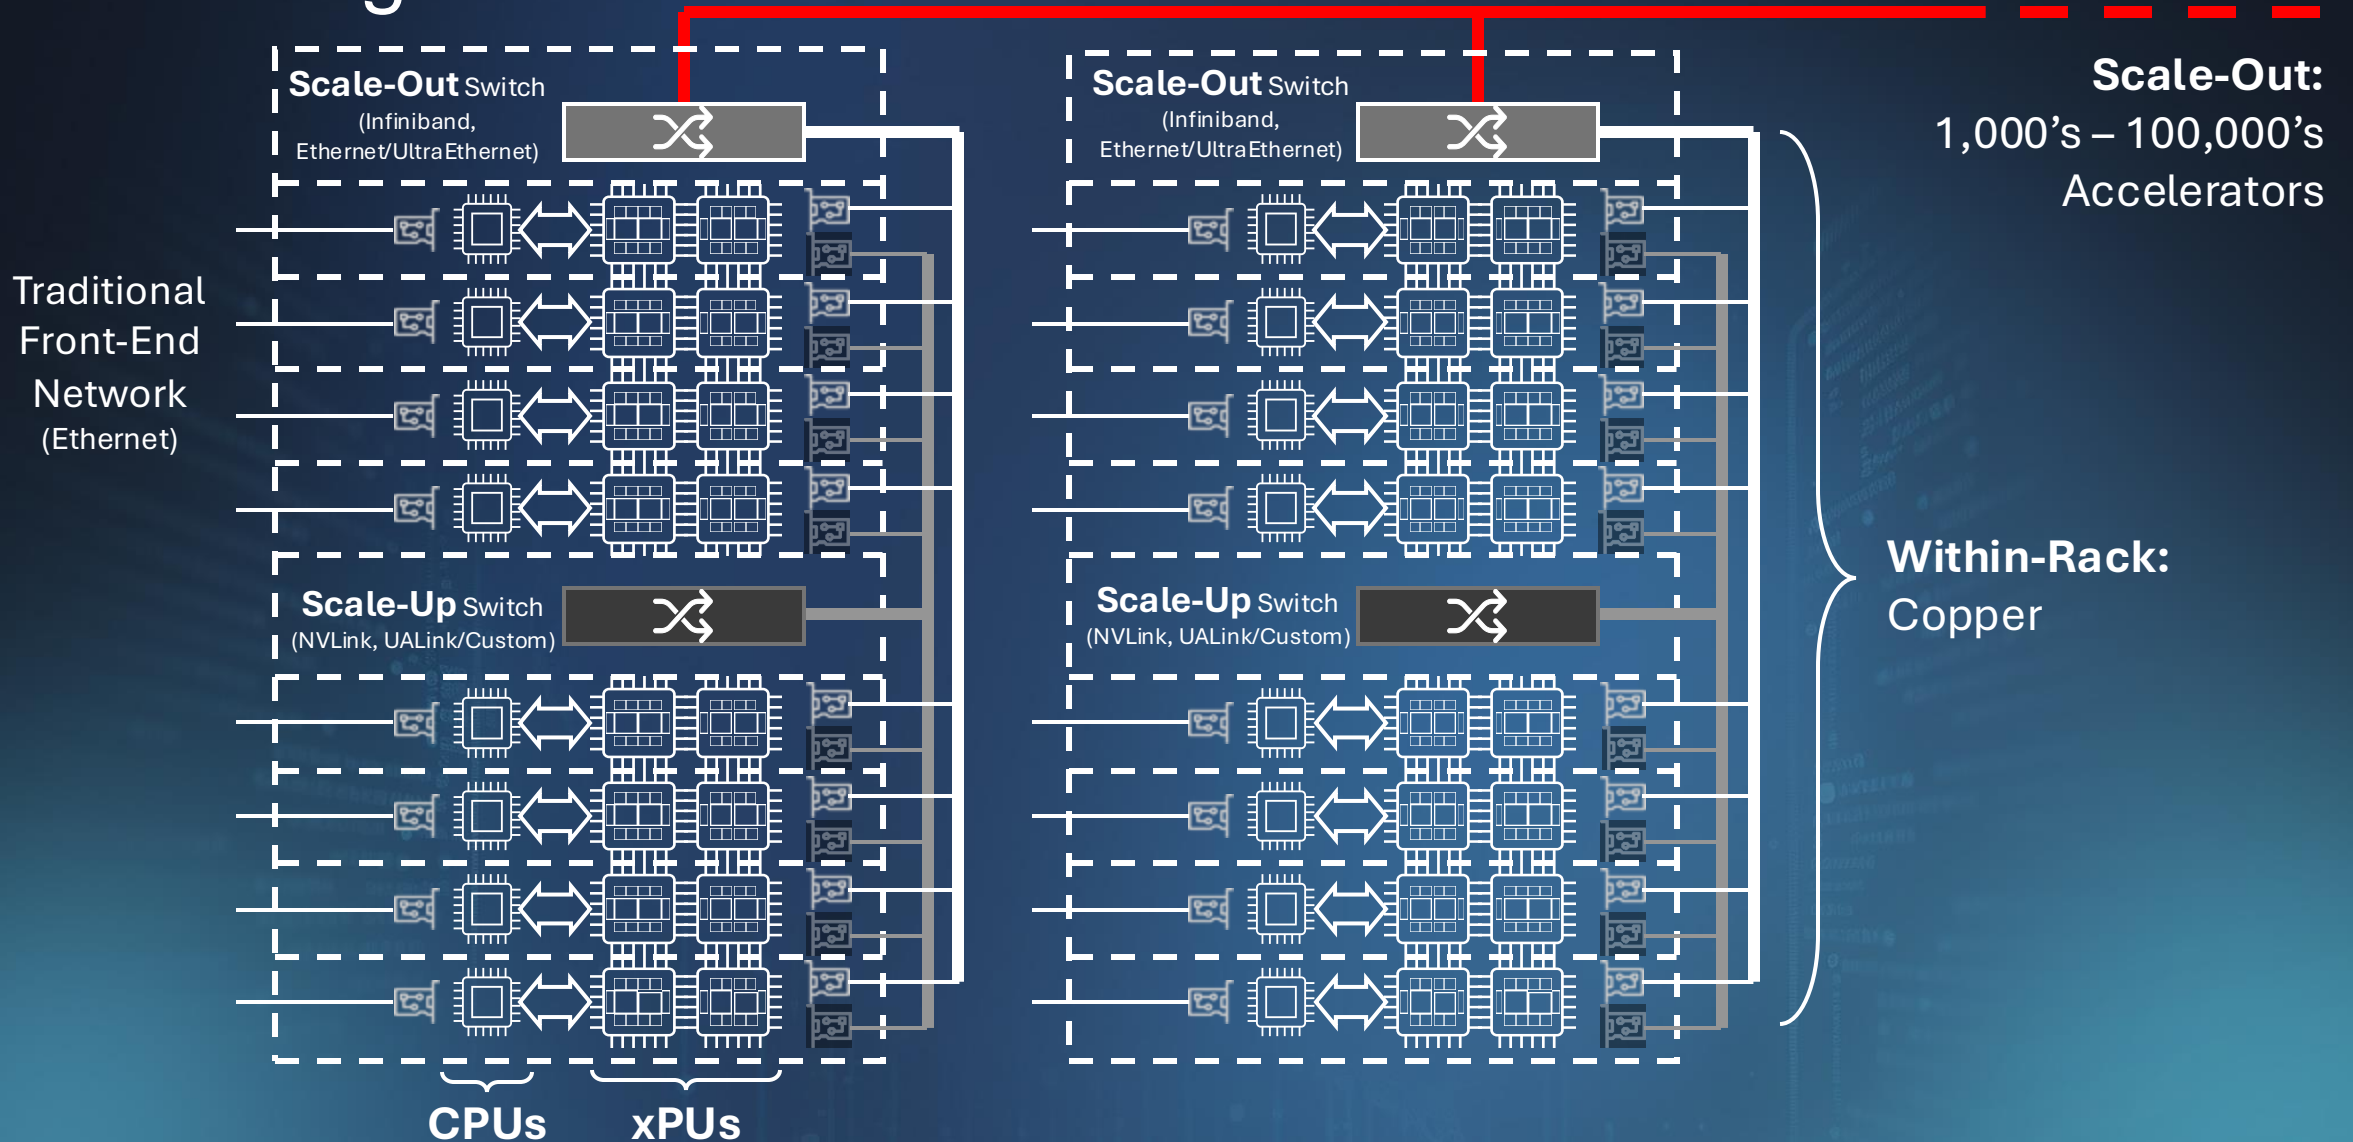 Scale-Out Switch
(Infiniband,
Ethernet/UltraEthernet)
Scale-Out Switch
(Infiniband,
Ethernet/UltraEthernet)
Scale-Out:
1,000’s – 100,000’s
Accelerators
Traditional
Front-End
Network
(Ethernet)
Scale-Up Switch
(NVLink, UALink/Custom)
Scale-Up Switch
(NVLink, UALink/Custom)
Within-Rack:
Copper
CPUs
xPUs